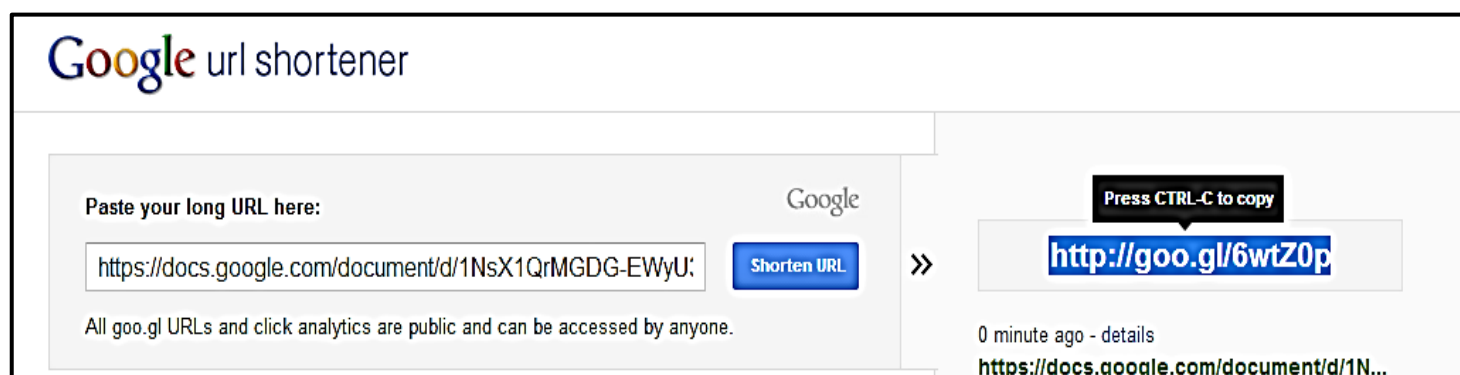 Google url shortener
Paste your long URL here:
Google
https://docs.google.com/document/d/1NsX1QrMGDG-EWyU
Shorten URL
»
All goo.gl URLs and click analytics are public and can be accessed by anyone.
Press CTRL-C to copy
http://goo.gl/6wtZ0p
0 minute ago - details
https://docs.google.com/document/d/1N...